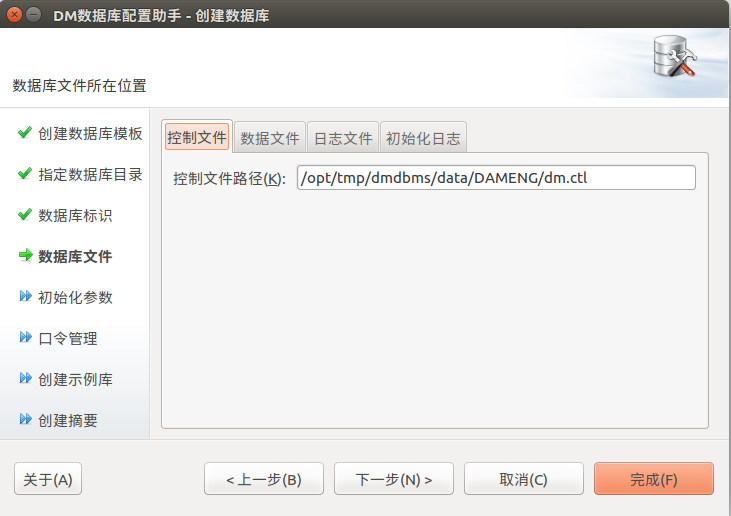 DM数据库配置助手 - 创建数据库
数据库文件所在位置
创建数据库模板
指定数据库目录
数据库标识
数据库文件
初始化参数
口令管理
创建示例库
创建摘要
控制文件 数据文件 日志文件 初始化日志
控制文件路径(K): /opt/tmp/dmdbms/data/DAMENG/dm.ctl
关于(A) < 上一步(B) 下一步(N) > 取消(C) 完成(F)